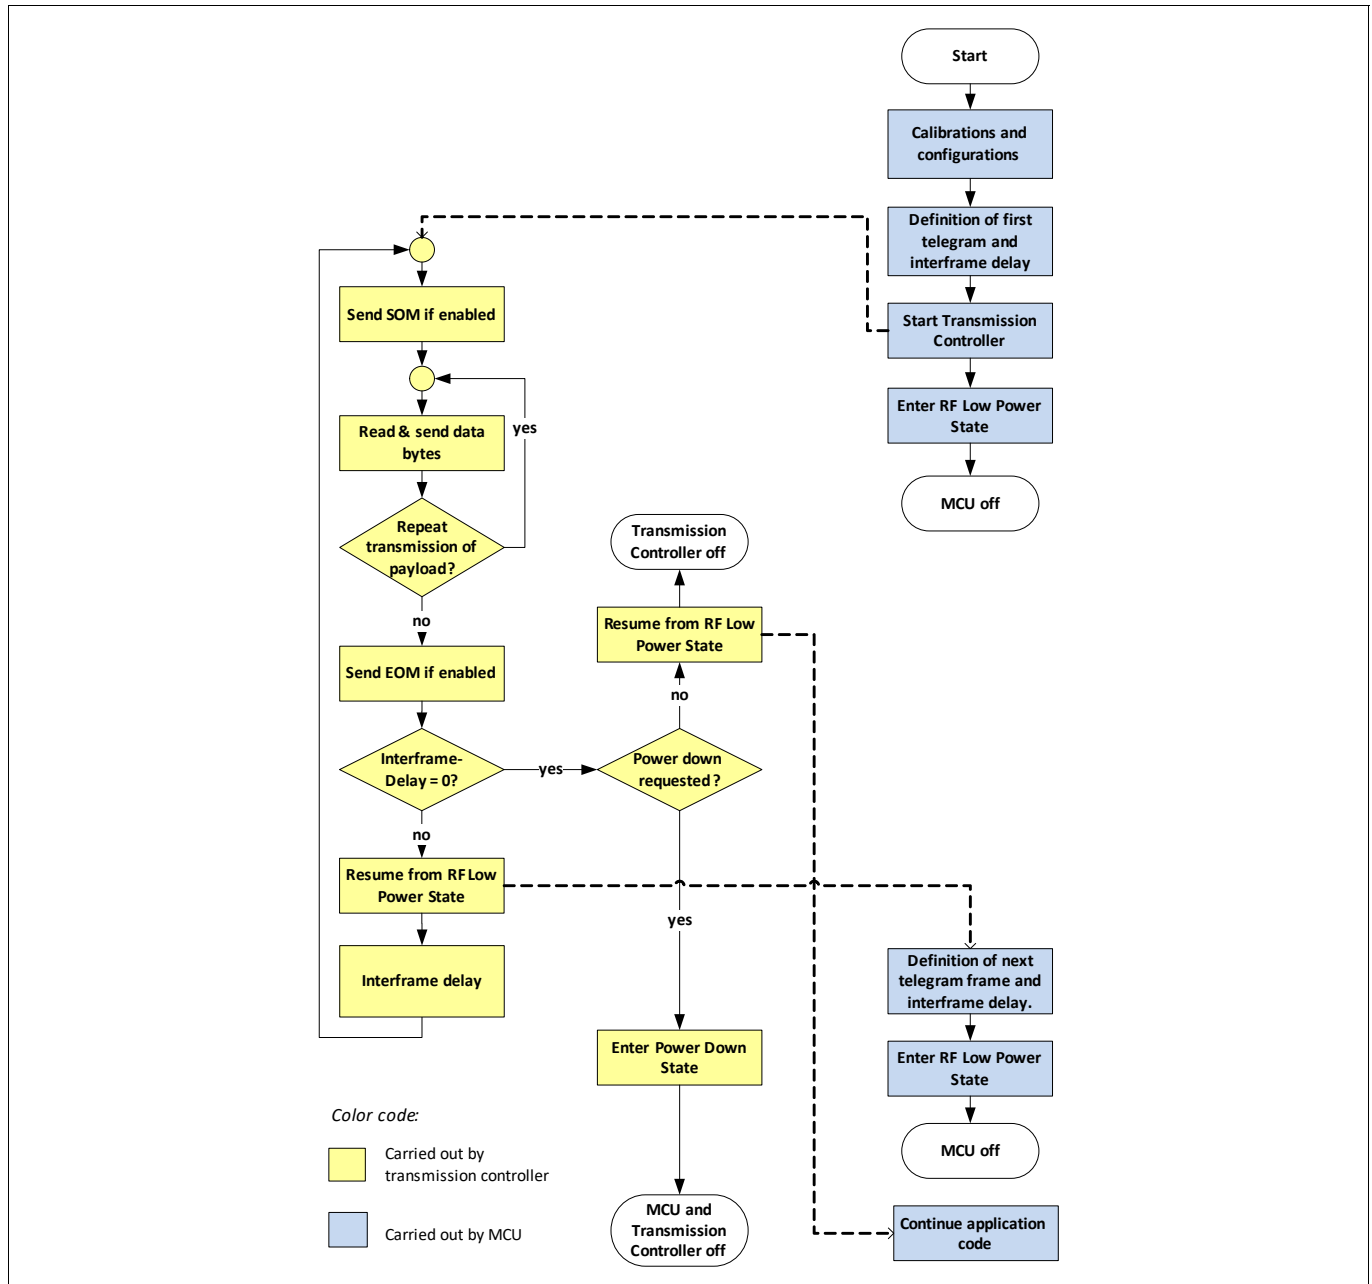 Start
Calibrations and
configurations
Definition of first
telegram and
interframe delay
Start Transmission
Controller
Enter RF Low Power
State
MCU off
Send SOM if enabled
Read & send data
bytes
yes
Repeat
transmission of
payload?
no
Send EOM if enabled
Interframe-
Delay = 0?
yes
no
Resume from RF Low
Power State
Interframe delay
Transmission
Controller off
Resume from RF Low
Power State
no
Power down
requested?
yes
Enter Power Down
State
MCU and
Transmission
Controller off
Definition of next
telegram frame and
interframe delay.
Enter RF Low Power
State
MCU off
Continue application
code
Color code:
Carried out by
transmission controller
Carried out by MCU